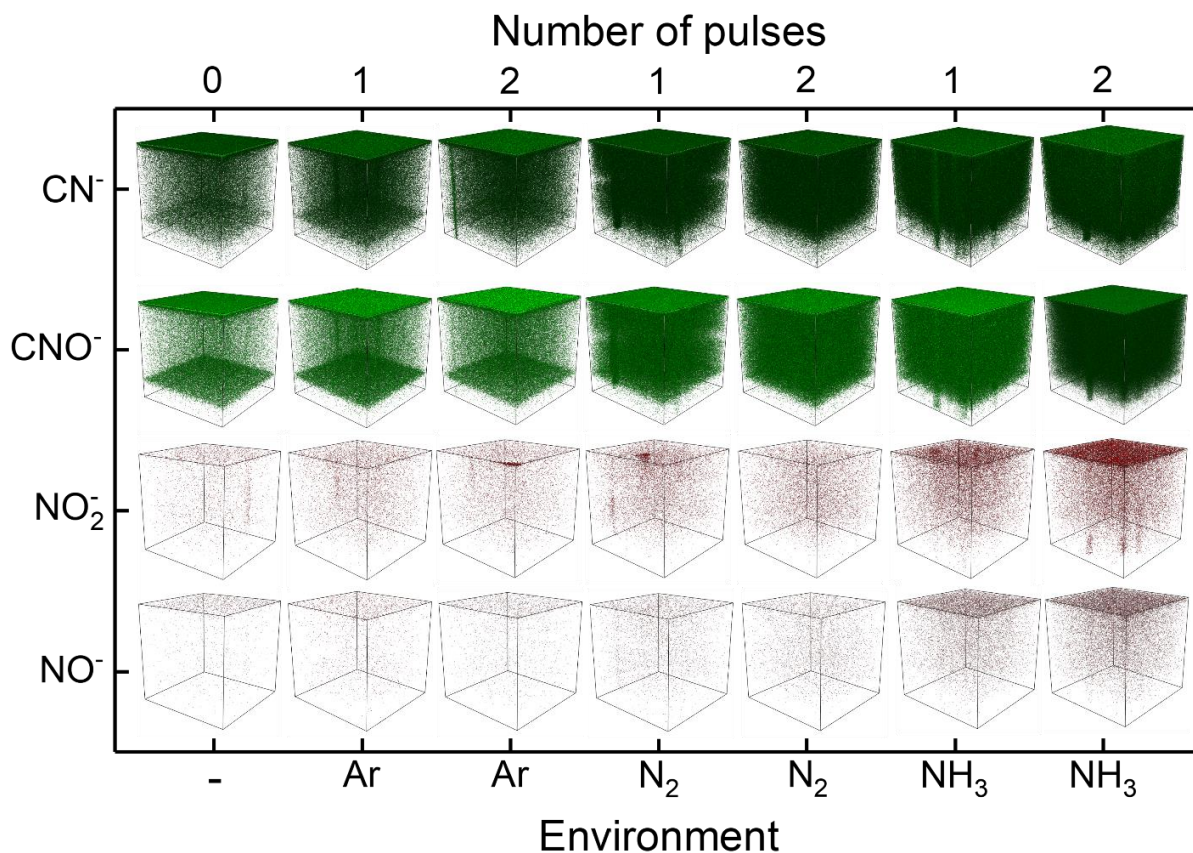 Number of pulses
0 1 2 1 2 1 2
CN⁻
CNO⁻
NO₂⁻
NO⁻
- Ar Ar N₂ N₂ NH₃ NH₃
Environment